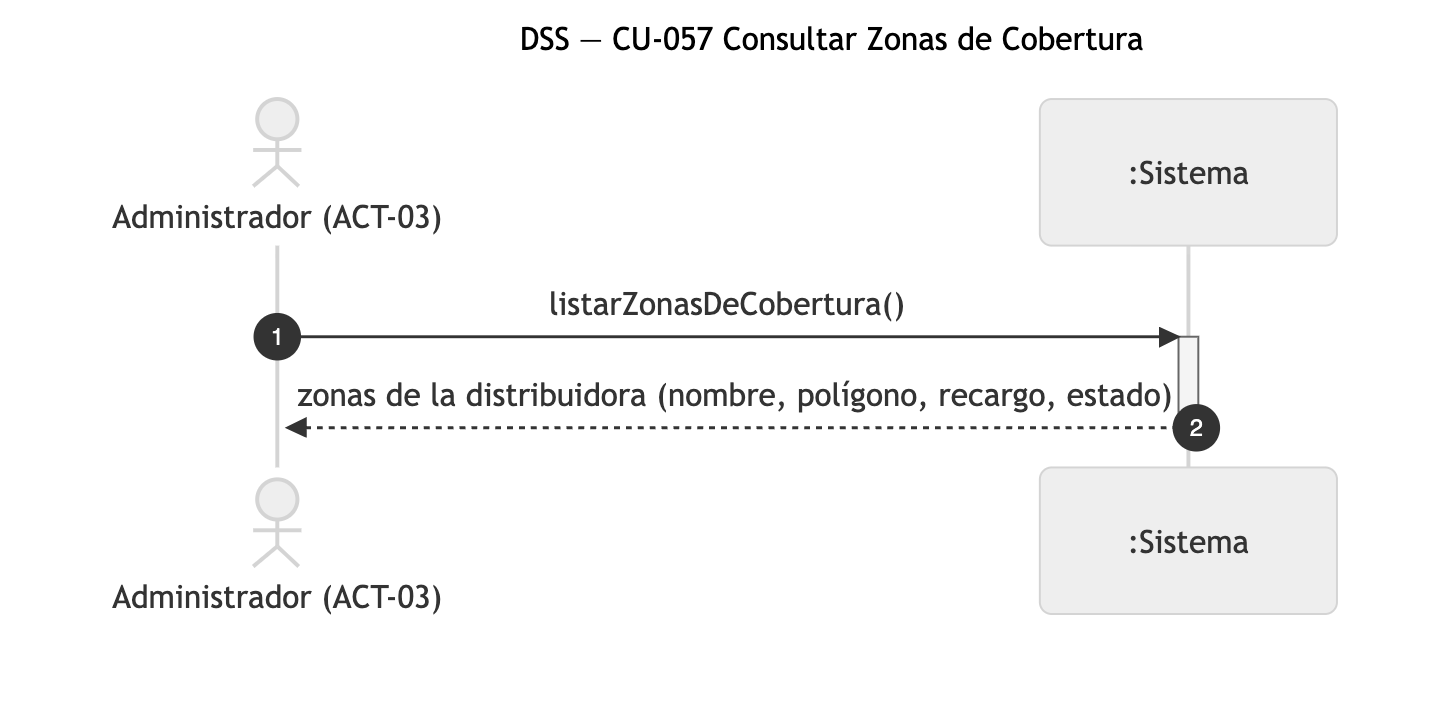 DSS — CU-057 Consultar Zonas de Cobertura
Administrador (ACT-03)
:Sistema
listarZonasDeCobertura()
1
zonas de la distribuidora (nombre, polígono, recargo, estado)
2
Administrador (ACT-03)
:Sistema